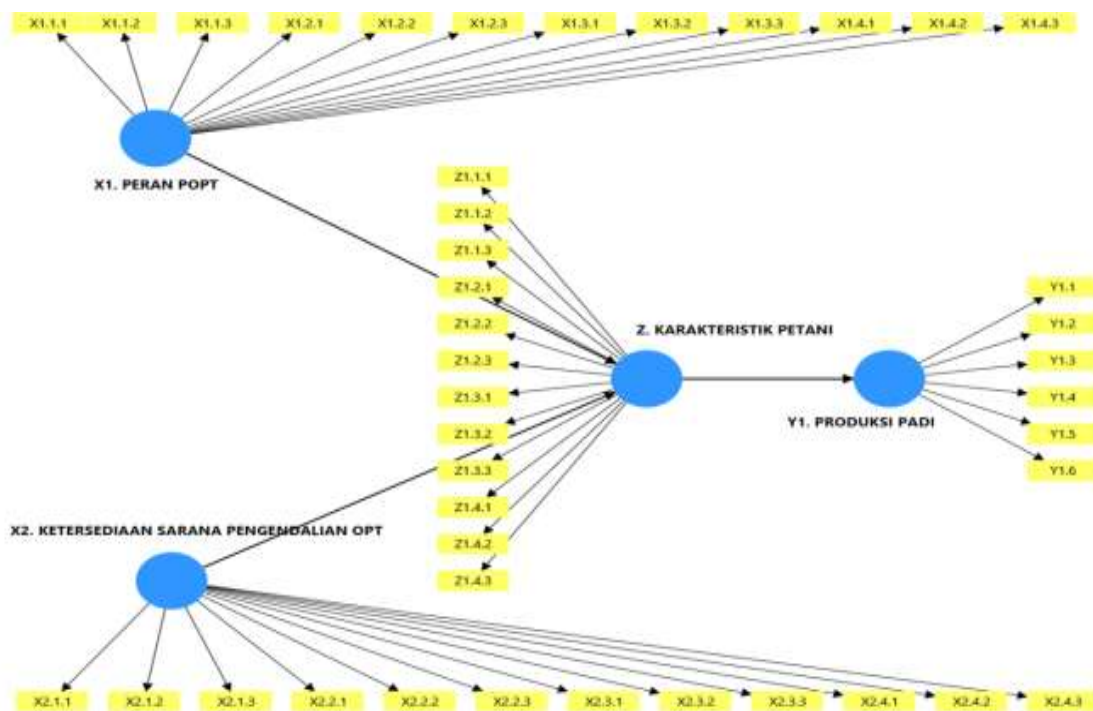 X1.1.1 X1.1.2 X1.1.3 X1.2.1 X1.2.2 X1.2.3 X1.3.1 X1.3.2 X1.3.3 X1.4.1 X1.4.2 X1.4.3
X1. PERAN POPT
Z1.1.1
Z1.1.2
Z1.1.3
Z1.2.1
Z1.2.2
Z1.2.3
Z1.3.1
Z1.3.2
Z1.3.3
Z1.4.1
Z1.4.2
Z1.4.3
Z. KARAKTERISTIK PETANI
Y1. PRODUKSI PADI
Y1.1
Y1.2
Y1.3
Y1.4
Y1.5
Y1.6
X2. KETERSEDIAAN SARANA PENGENDALIAN OPT
X2.1.1 X2.1.2 X2.1.3 X2.2.1 X2.2.2 X2.2.3 X2.3.1 X2.3.2 X2.3.3 X2.4.1 X2.4.2 X2.4.3